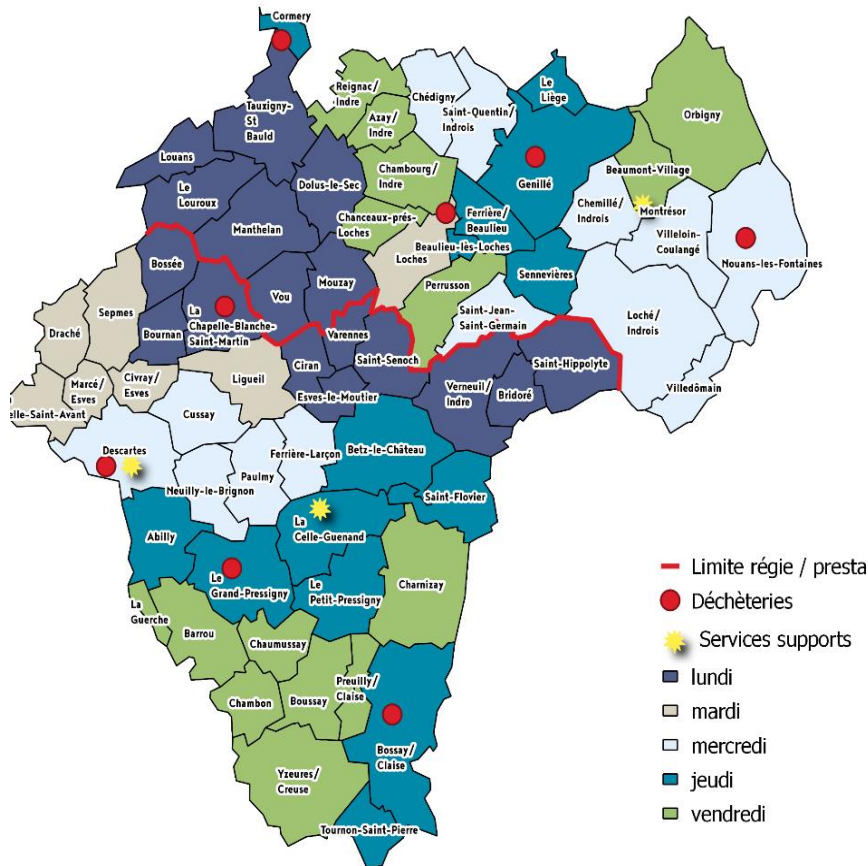 Cormery
Tauxigny-
St
Bauld
Reignac/
Indre
Azay/
Indre
Chédigny
Saint-Quentin/
Indrois
Le
Liège
Orbigny
Louans
Le
Louroux
Dolus-le-Sec
Chambourg/
Indre
Genillé
Beaumont-Village
Manthelan
Chanceaux-prés-
Loches
Ferrière/
Beaulieu
Beaulieu-lès-Loches
Chemillé/
Indrois
Montrésor
Villeloin-
Coulangé
Nouans-les-Fontaines
Bossée
Loches
Sennevières
Vou
Mouzay
Perrusson
Sepmes
Draché
Bournan
La
Chapelle-Blanche-
Saint-Martin
Varennes
Saint-Senoch
Saint-Jean-
Saint-Germain
Loché/
Indrois
Saint-Hippolyte
Ciran
Ligueil
Civray/
Esves
Marcé/
Esves
elle-Saint-Avant
Esves-le-Moutier
Verneuil/
Indre
Bridoré
Villedômain
Cussay
Descartes
Ferrière-Larçon
Betz-le-Château
Paulmy
Neuilly-le-Brignon
Saint-Flovier
Abilly
La
Celle-Guenand
Le
Grand-Pressigny
Le
Petit-Pressigny
Charnizay
La
Guerche
Barrou
Chaumussay
Preuilly/
Claise
Chambon
Boussay
Bossay/
Claise
Yzeures/
Creuse
Tournon-Saint-Pierre
Limite régie / presta
Déchèteries
Services supports
lundi
mardi
mercredi
jeudi
vendredi